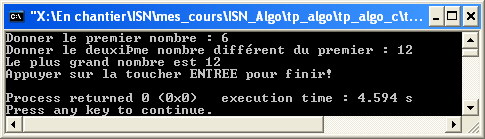 "X:\En chantier\ISN\mes_cours\ISN_Algo\tp_algo\tp_algo_c\t...
Donner le premier nombre : 6
Donner le deuxiÞme nombre différent du premier : 12
Le plus grand nombre est 12
Appuyer sur la toucher ENTREE pour finir!
Process returned 0 (0x0)   execution time : 4.594 s
Press any key to continue.